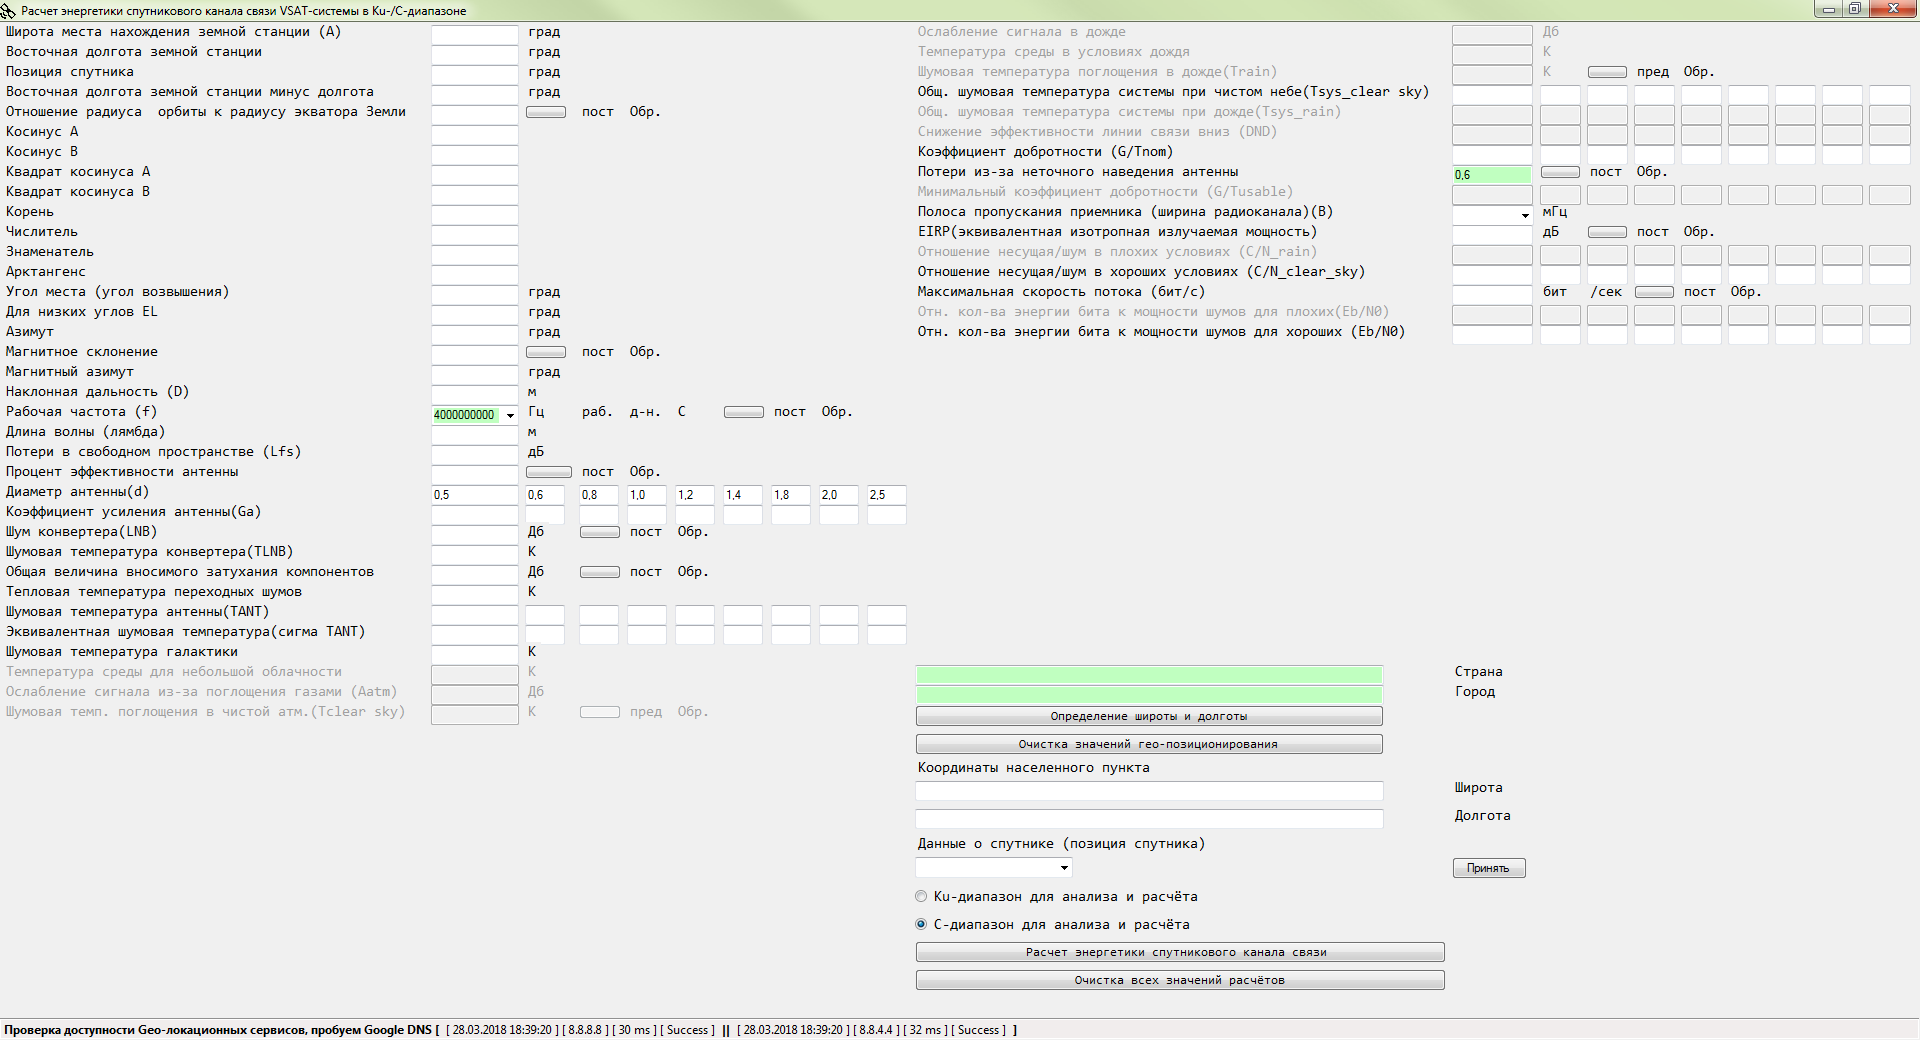 Расчет энергетики спутникового канала связи VSAT-системы в Ku-/C-диапазоне
Широта места нахождения земной станции (A) град
Восточная долгота земной станции град
Позиция спутника град
Восточная долгота земной станции минус долгота град
Отношение радиуса орбиты к радиусу экватора Земли пост Обр.
Косинус A
Косинус B
Квадрат косинуса A
Квадрат косинуса B
Корень
Числитель
Знаменатель
Арктангенс
Угол места (угол возвышения) град
Для низких углов EL град
Азимут град
Магнитное склонение пост Обр.
Магнитный азимут град
Наклонная дальность (D) м
Рабочая частота (f) 4000000000 Гц раб. д-н. C пост Обр.
Длина волны (лямбда) м
Потери в свободном пространстве (Lfs) дБ
Процент эффективности антенны пост Обр.
Диаметр антенны(d) 0,5 0,6 0,8 1,0 1,2 1,4 1,8 2,0 2,5
Коэффициент усиления антенны(Ga)
Шум конвертера(LNB) Дб пост Обр.
Шумовая температура конвертера(TLNB) К
Общая величина вносимого затухания компонентов Дб пост Обр.
Тепловая температура переходных шумов К
Шумовая температура антенны(TANT)
Эквивалентная шумовая температура(сигма TANT)
Шумовая температура галактики К
Температура среды для небольшой облачности К
Ослабление сигнала из-за поглощения газами (Aatm) Дб
Шумовая темп. поглощения в чистой атм.(Tclear sky) К пред Обр.
Ослабление сигнала в дожде Дб
Температура среды в условиях дождя К
Шумовая температура поглощения в дожде(Train) К пред Обр.
Общ. шумовая температура системы при чистом небе(Tsys_clear sky)
Общ. шумовая температура системы при дожде(Tsys_rain)
Снижение эффективности линии связи вниз (DND)
Коэффициент добротности (G/Tnom)
Потери из-за неточного наведения антенны 0,6 пост Обр.
Минимальный коэффициент добротности (G/Tusable)
Полоса пропускания приемника (ширина радиоканала)(B) мГц
EIRP(эквивалентная изотропная излучаемая мощность) дБ пост Обр.
Отношение несущая/шум в плохих условиях (C/N_rain)
Отношение несущая/шум в хороших условиях (C/N_clear_sky)
Максимальная скорость потока (бит/с) бит /сек пост Обр.
Отн. кол-ва энергии бита к мощности шумов для плохих(Eb/N0)
Отн. кол-ва энергии бита к мощности шумов для хороших (Eb/N0)
Страна
Город
Определение широты и долготы
Очистка значений гео-позиционирования
Координаты населенного пункта
Широта
Долгота
Данные о спутнике (позиция спутника)
Принять
Ku-диапазон для анализа и расчёта
C-диапазон для анализа и расчёта
Расчет энергетики спутникового канала связи
Очистка всех значений расчётов
Проверка доступности Geo-локационных сервисов, пробуем Google DNS [ [ 28.03.2018 18:39:20 ] [ 8.8.8.8 ] [ 30 ms ] [ Success ] || [ 28.03.2018 18:39:20 ] [ 8.8.4.4 ] [ 32 ms ] [ Success ] ]